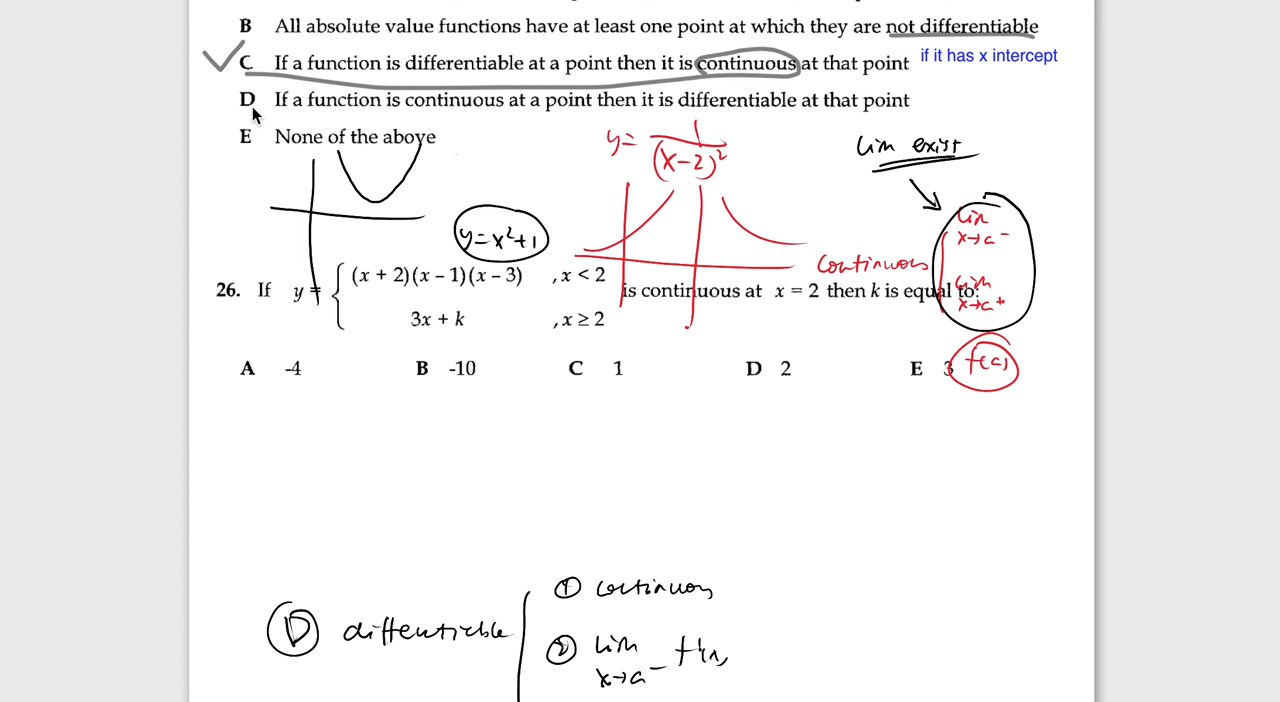 B All absolute value functions have at least one point at which they are not differentiable
if it has x intercept
C If a function is differentiable at a point then it is continuous at that point
D If a function is continuous at a point then it is differentiable at that point
E None of the above
y = 1/(x-2)²
lim exist
y=x²+1
lim x→a⁻
continuous
lim x→a⁺
26. If y = { (x + 2)(x – 1)(x – 3) , x < 2
3x + k , x ≥ 2
is continuous at x = 2 then k is equal to:
A -4 B -10 C 1 D 2 E 3
f(a)
① continuous
D differentiable
② lim x→a⁻